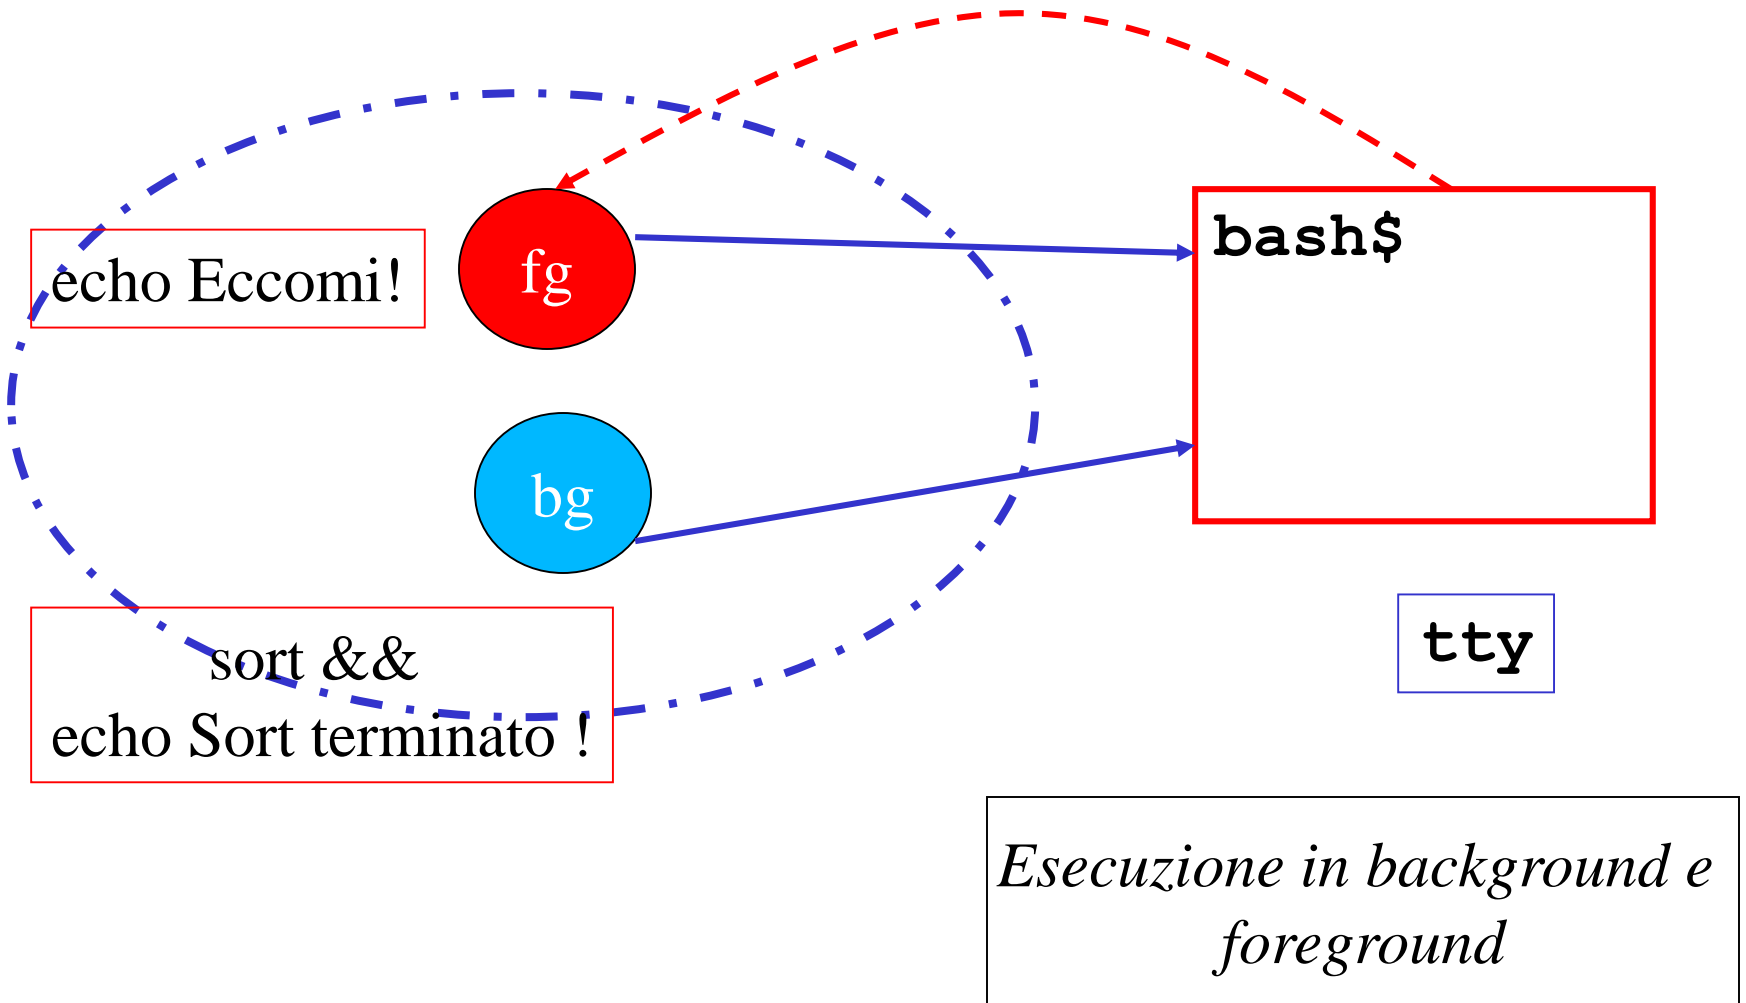 bash$
echo Eccomi!
fg
bg
sort &&
echo Sort terminato !
tty
Esecuzione in background e
foreground